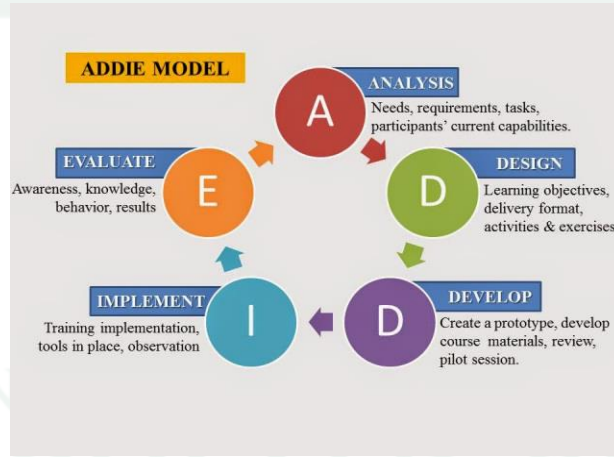 ADDIE MODEL
A
ANALYSIS
Needs, requirements, tasks,
participants' current capabilities.
D
DESIGN
Learning objectives,
delivery format,
activities & exercises
D
DEVELOP
Create a prototype, develop
course materials, review,
pilot session.
I
IMPLEMENT
Training implementation,
tools in place, observation
E
EVALUATE
Awareness, knowledge,
behavior, results